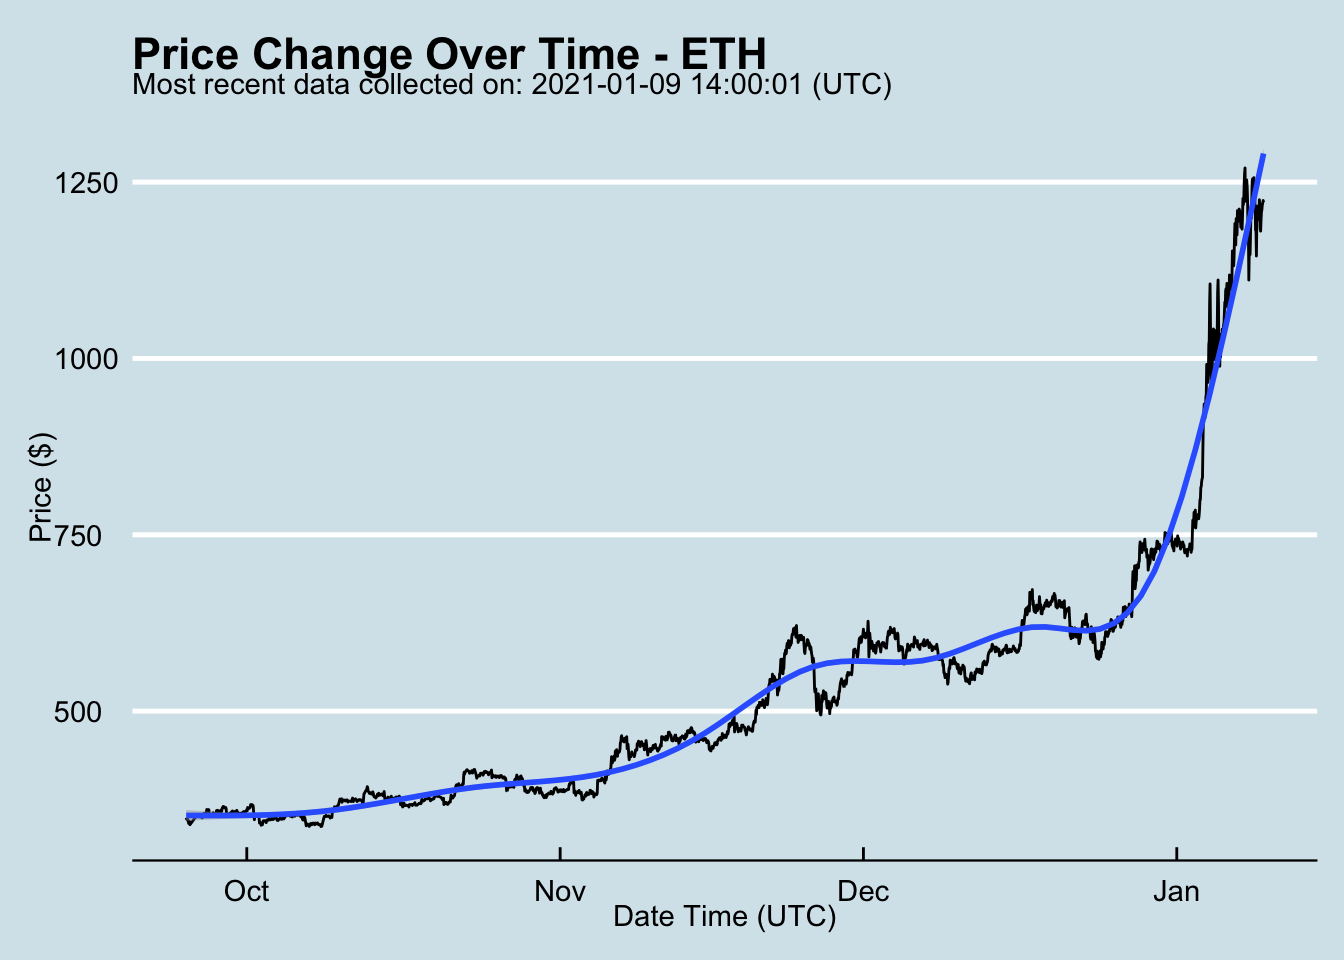 Price Change Over Time - ETH
Most recent data collected on: 2021-01-09 14:00:01 (UTC)
1250
1000
750
500
Price ($)
Oct Nov Dec Jan
Date Time (UTC)